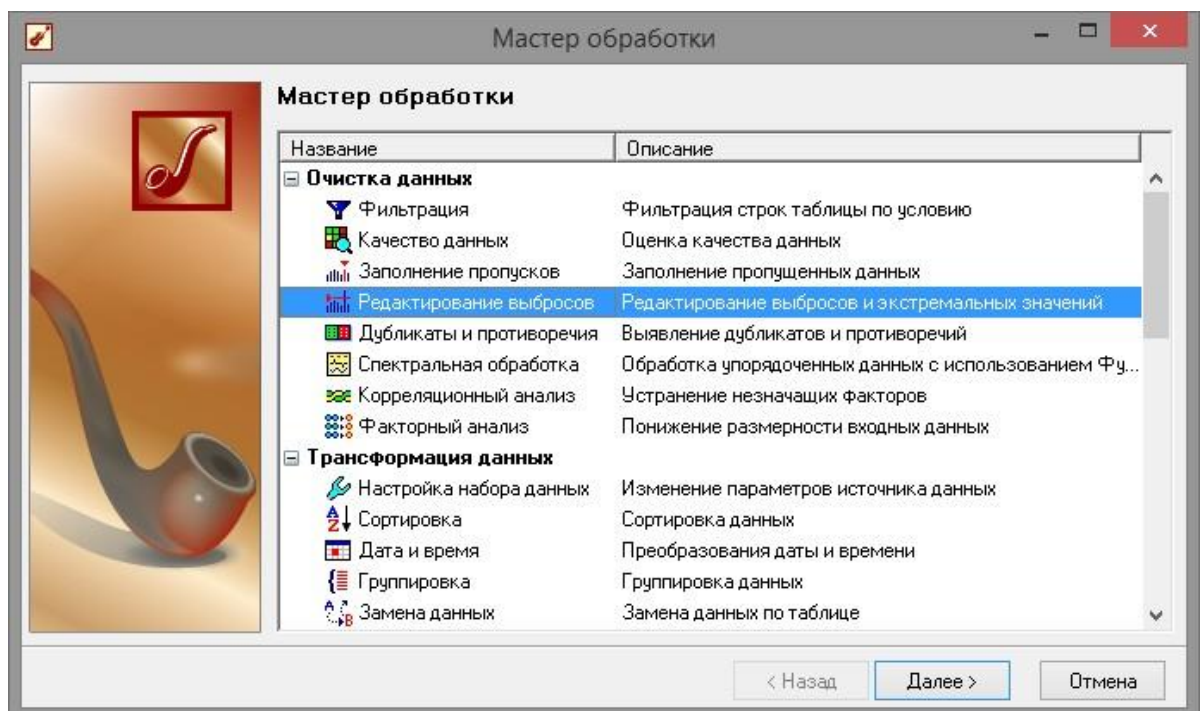 Мастер обработки
Мастер обработки
Название Описание
Очистка данных
Фильтрация Фильтрация строк таблицы по условию
Качество данных Оценка качества данных
Заполнение пропусков Заполнение пропущенных данных
Редактирование выбросов Редактирование выбросов и экстремальных значений
Дубликаты и противоречия Выявление дубликатов и противоречий
Спектральная обработка Обработка упорядоченных данных с использованием Фу...
Корреляционный анализ Устранение незначащих факторов
Факторный анализ Понижение размерности входных данных
Трансформация данных
Настройка набора данных Изменение параметров источника данных
Сортировка Сортировка данных
Дата и время Преобразования даты и времени
Группировка Группировка данных
Замена данных Замена данных по таблице
< Назад Далее > Отмена